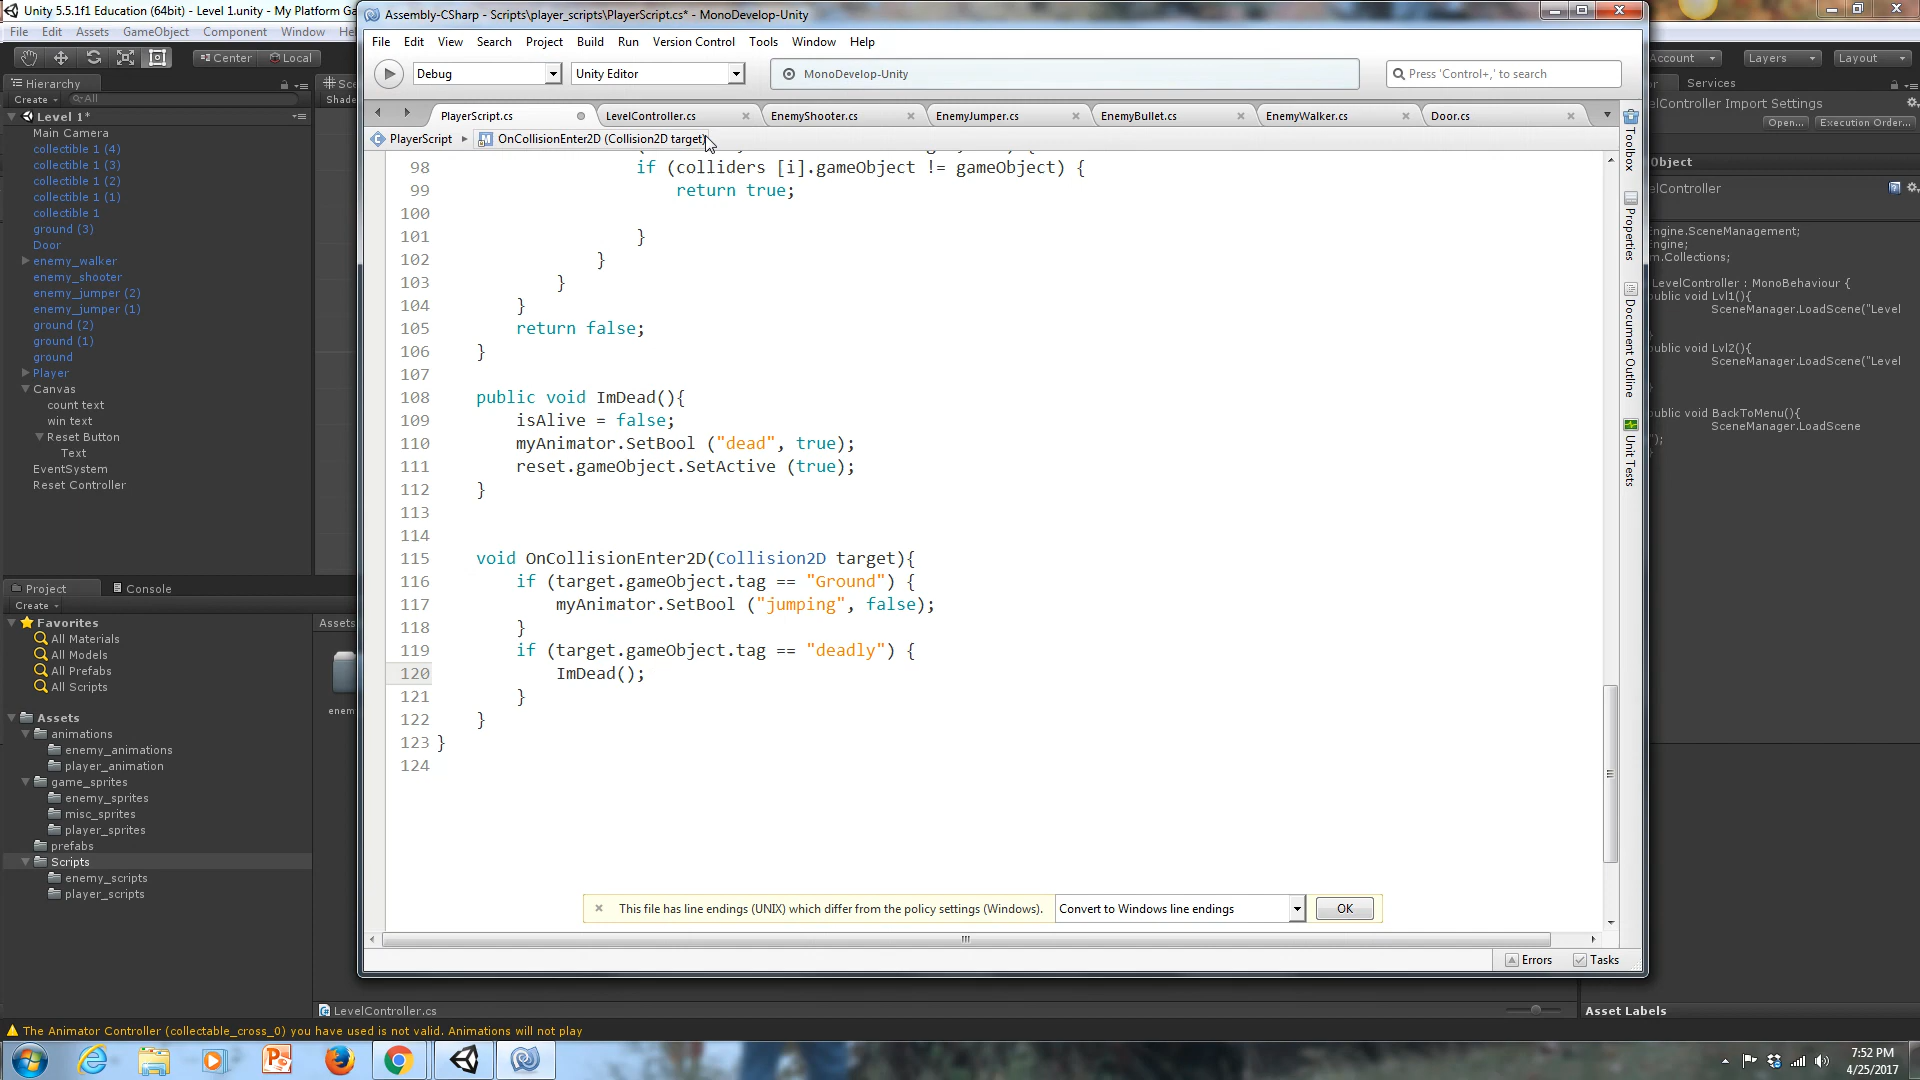 Unity 5.5.1f1 Education (64bit) - Level 1.unity - My Platform Ga
Assembly-CSharp - Scripts\player_scripts\PlayerScript.cs* - MonoDevelop-Unity
File Edit Assets GameObject Component Window
File Edit View Search Project Build Run Version Control Tools Window Help
Center Local
Account Layers Layout
Debug Unity Editor MonoDevelop-Unity Press 'Control+,' to search
Hierarchy
Services
Create All
LevelController Import Settings
Open... Execution Order...
PlayerScript.cs LevelController.cs EnemyShooter.cs EnemyJumper.cs EnemyBullet.cs EnemyWalker.cs Door.cs
PlayerScript OnCollisionEnter2D (Collision2D target)
Level 1*
Main Camera
collectible 1 (4)
collectible 1 (3)
collectible 1 (2)
collectible 1 (1)
collectible 1
ground (3)
Door
enemy_walker
enemy_shooter
enemy_jumper (2)
enemy_jumper (1)
ground (2)
ground (1)
ground
Player
Canvas
count text
win text
Reset Button
Text
EventSystem
Reset Controller
98 if (colliders [i].gameObject != gameObject) {
99 return true;
100
101 }
102 }
103 }
104 }
105 return false;
106 }
107
108 public void ImDead(){
109 isAlive = false;
110 myAnimator.SetBool ("dead", true);
111 reset.gameObject.SetActive (true);
112 }
113
114
115 void OnCollisionEnter2D(Collision2D target){
116 if (target.gameObject.tag == "Ground") {
117 myAnimator.SetBool ("jumping", false);
118 }
119 if (target.gameObject.tag == "deadly") {
120 ImDead();
121 }
122 }
123 }
124
This file has line endings (UNIX) which differ from the policy settings (Windows). Convert to Windows line endings OK
Errors Tasks
Toolbox
Properties
Document Outline
Unit Tests
Object
elController
Engine.SceneManagement;
ngine;
m.Collections;
LevelController : MonoBehaviour {
public void Lvl1(){
SceneManager.LoadScene("Level
public void Lvl2(){
SceneManager.LoadScene("Level
public void BackToMenu(){
SceneManager.LoadScene
");
Project Console
Create
Favorites
All Materials
All Models
All Prefabs
All Scripts
Assets
animations
enemy_animations
player_animation
game_sprites
enemy_sprites
misc_sprites
player_sprites
prefabs
Scripts
enemy_scripts
player_scripts
Assets
enem
LevelController.cs
Asset Labels
The Animator Controller (collectable_cross_0) you have used is not valid. Animations will not play
7:52 PM
4/25/2017